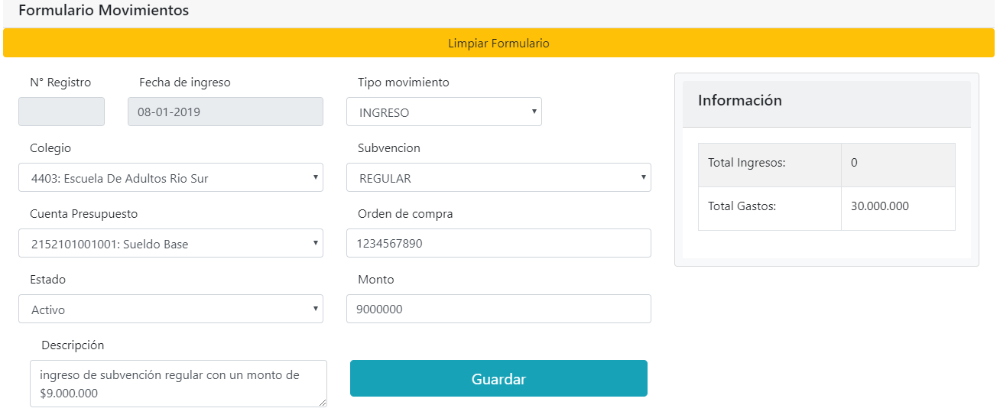 Formulario Movimientos
Limpiar Formulario
N° Registro
Fecha de ingreso
08-01-2019
Tipo movimiento
INGRESO
Colegio
4403: Escuela De Adultos Rio Sur
Subvencion
REGULAR
Cuenta Presupuesto
2152101001001: Sueldo Base
Orden de compra
1234567890
Estado
Activo
Monto
9000000
Descripción
ingreso de subvención regular con un monto de
$9.000.000
Guardar
Información
Total Ingresos: 0
Total Gastos: 30.000.000